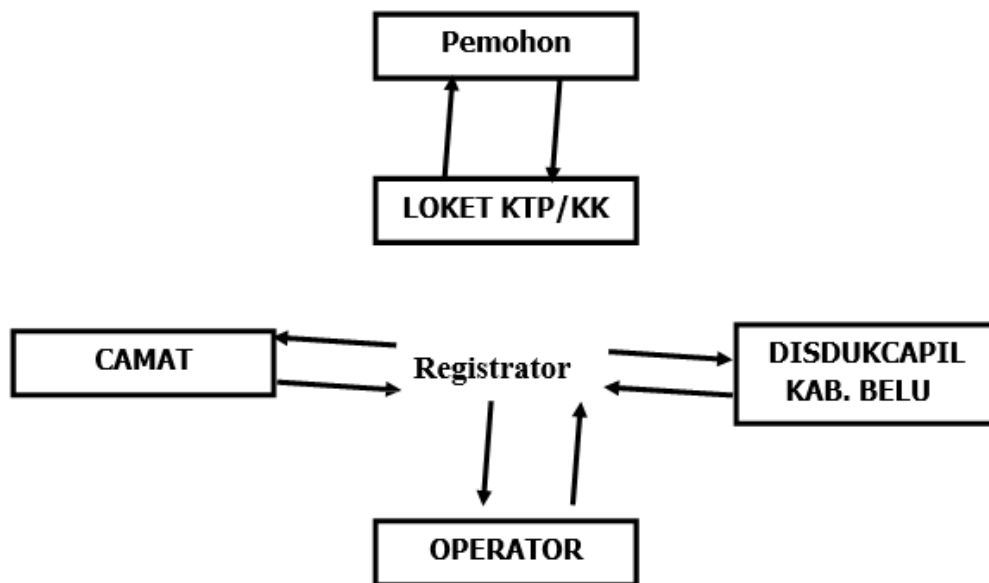 Pemohon
LOKET KTP/KK
CAMAT
Registrator
DISDUKCAPIL
KAB. BELU
OPERATOR